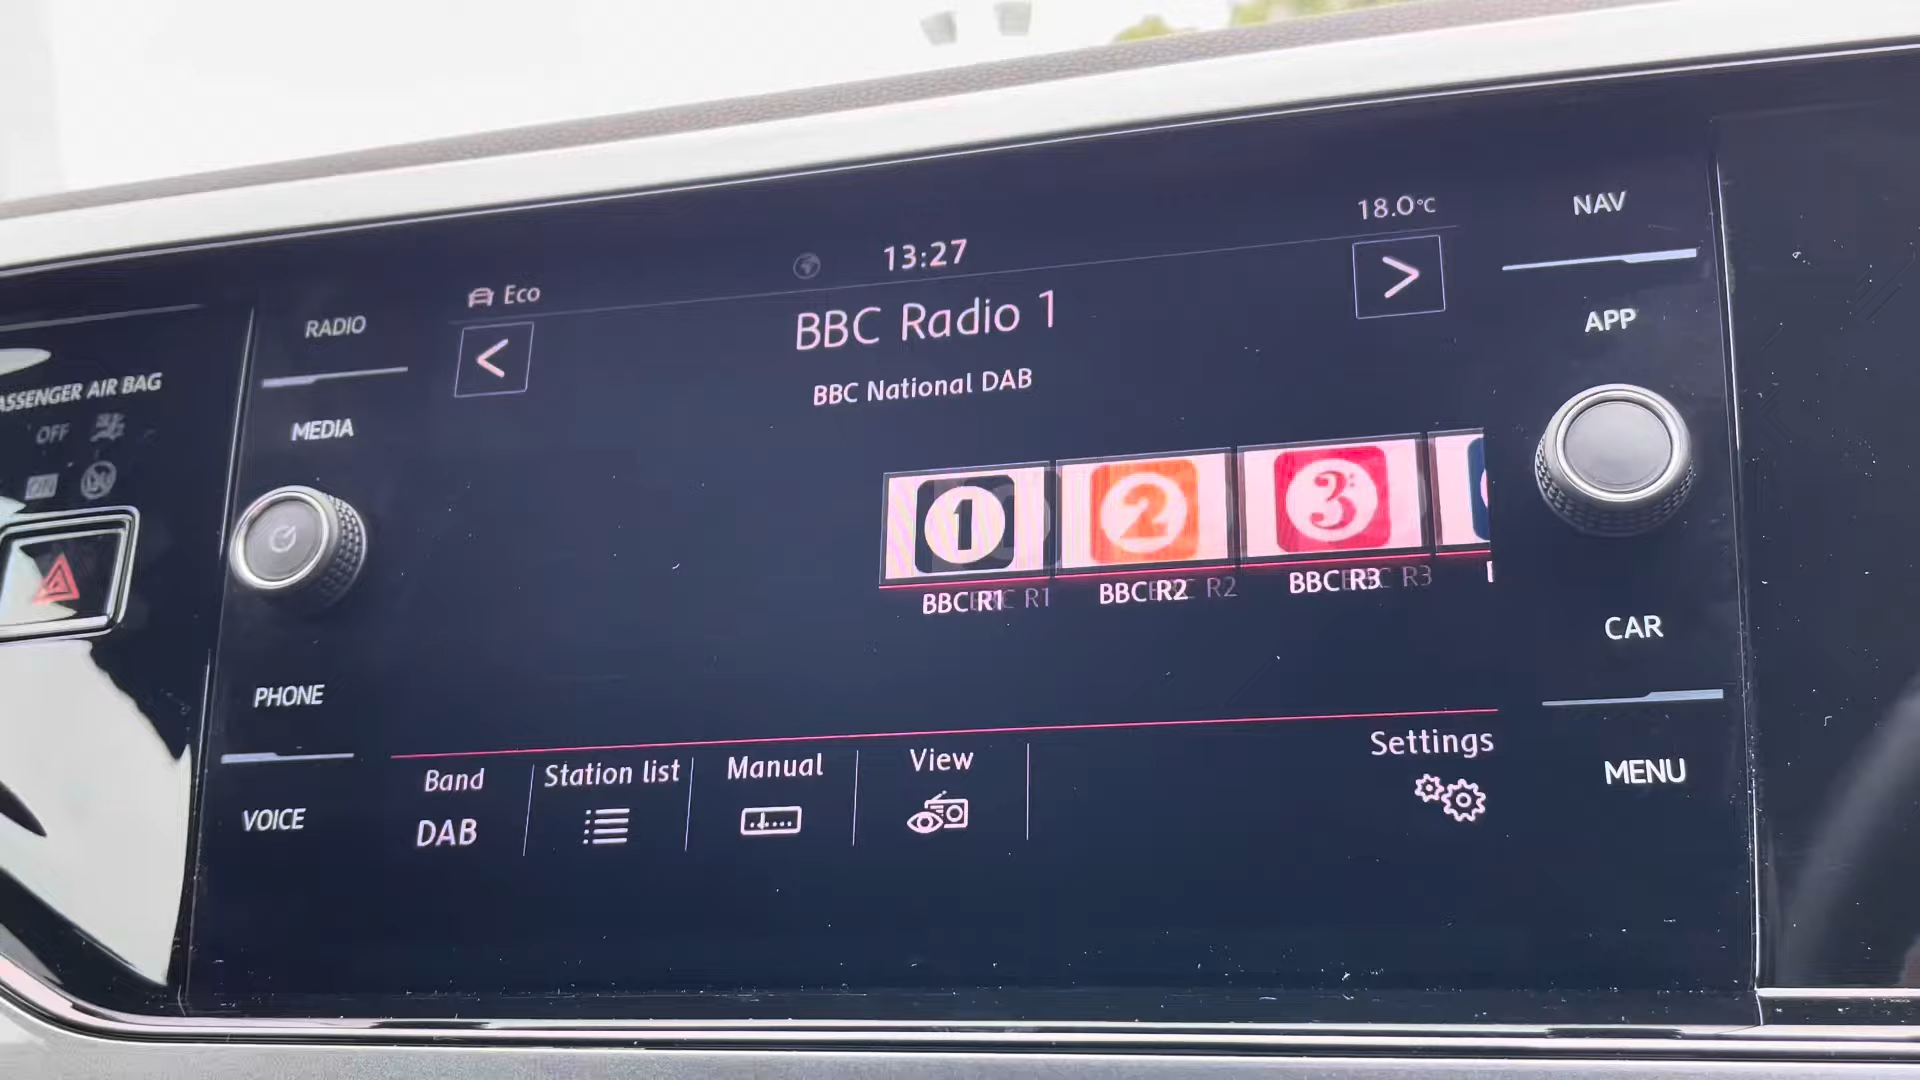 PASSENGER AIR BAG
OFF
ON
RADIO
MEDIA
PHONE
VOICE
Eco
13:27
18.0°C
<
BBC Radio 1
>
BBC National DAB
1
2
3
BBC R1
BBC R2
BBC R3
Band
DAB
Station list
Manual
View
Settings
NAV
APP
CAR
MENU